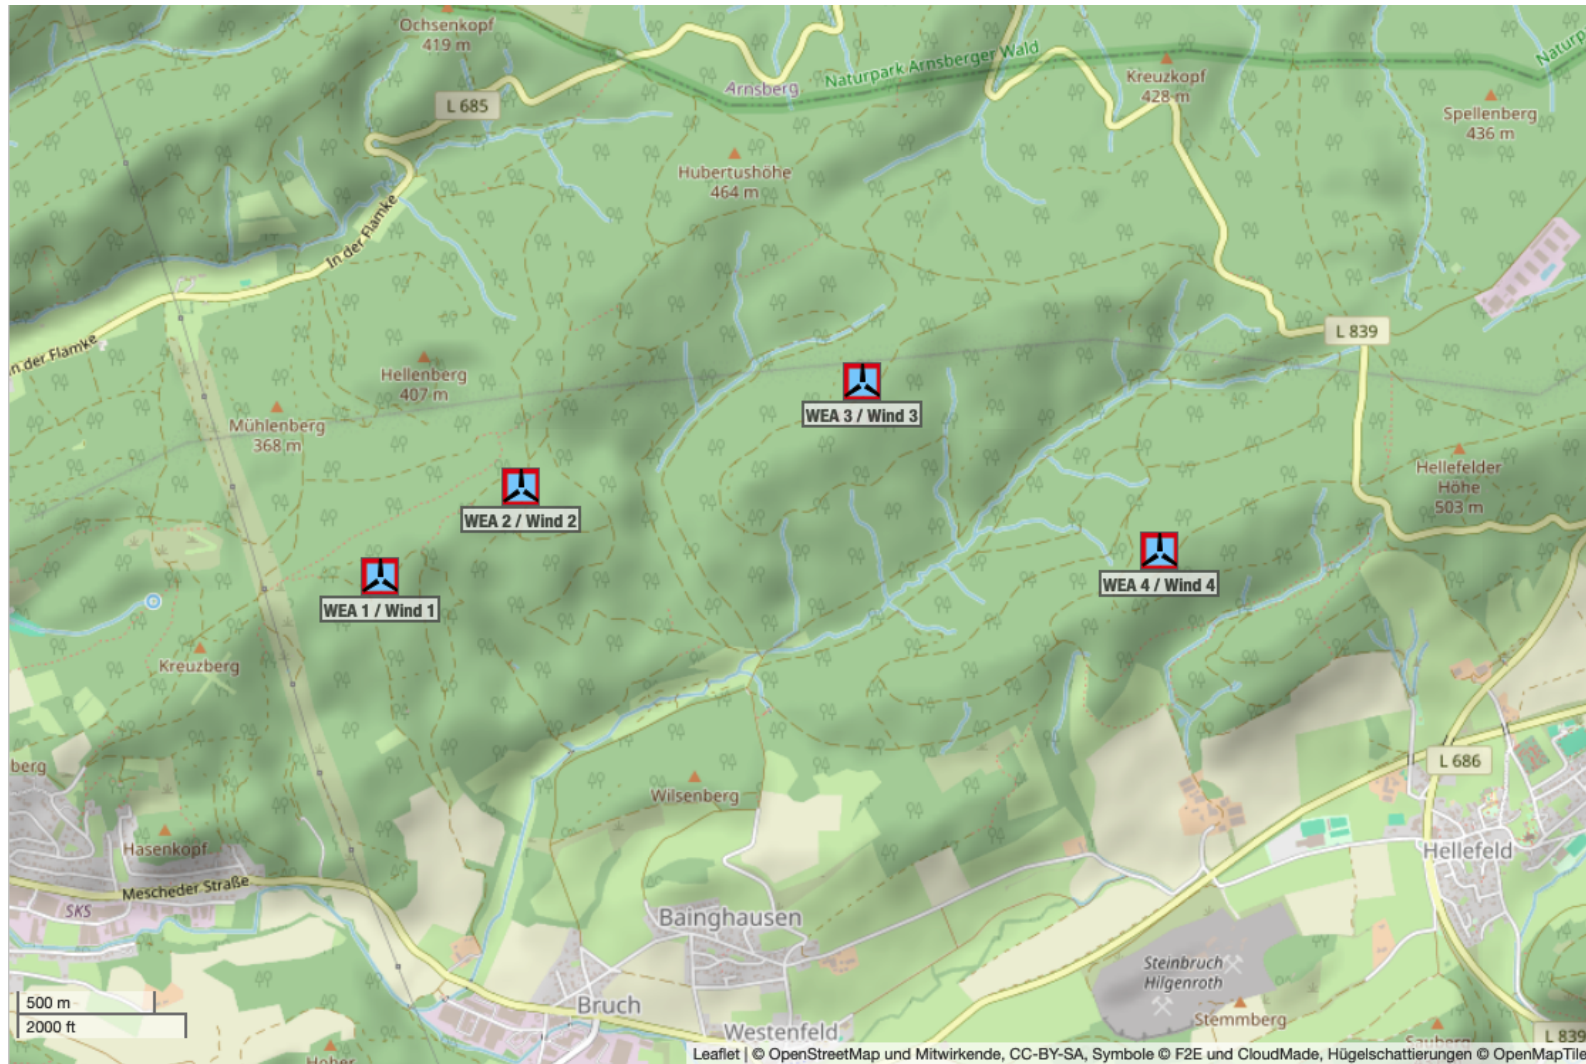 Ochsenkopf
419 m
L 685
Arnsberg
Naturpark Arnsberger Wald
Kreuzkopf
428 m
Spellenberg
436 m
Hubertushöhe
464 m
In der Flamke
L 839
Hellenberg
407 m
Mühlenberg
368 m
WEA 3 / Wind 3
Hellefelder
Höhe
503 m
WEA 2 / Wind 2
WEA 4 / Wind 4
WEA 1 / Wind 1
Kreuzberg
L 686
berg
Wilsenberg
Hasenkopf
Hellefeld
Mescheder Straße
SKS
Bainghausen
Steinbruch
Hilgenroth
500 m
Bruch
Stemmberg
2000 ft
Westenfeld
L 839
Leaflet | © OpenStreetMap und Mitwirkende, CC-BY-SA, Symbole © F2E und CloudMade, Hügelschattierungen © OpenMapTile